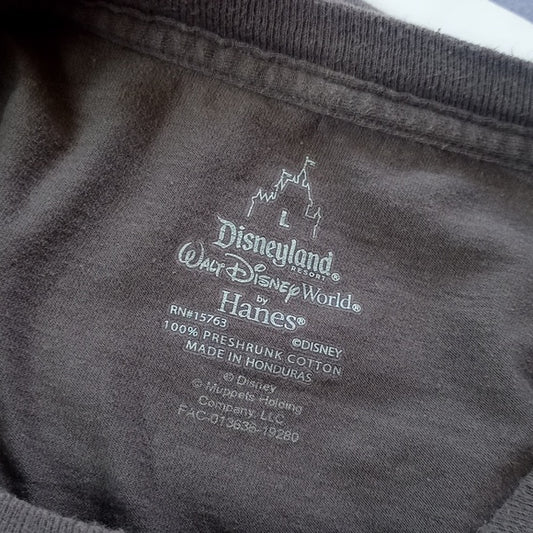 L
Disneyland®
RESORT
WALT DISNEY World®
by
Hanes®
RN#15763
©DISNEY
100% PRESHRUNK COTTON
MADE IN HONDURAS
© Disney
© Muppets Holding
Company, LLC
FAC-013636-19280